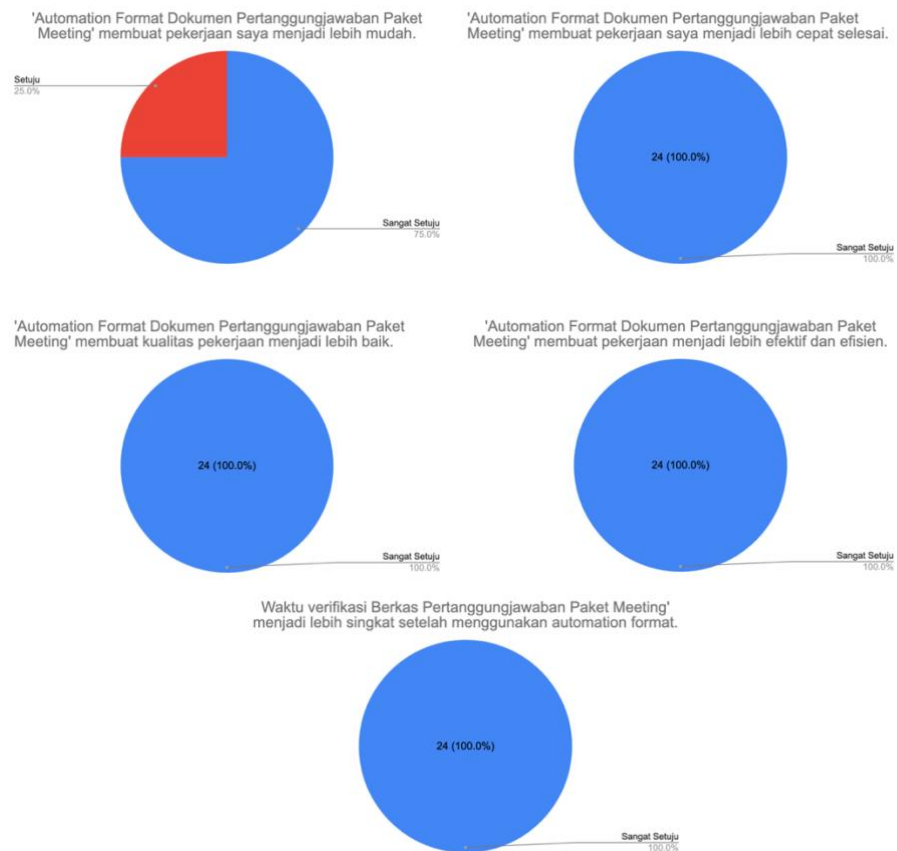 'Automation Format Dokumen Pertanggungjawaban Paket
Meeting' membuat pekerjaan saya menjadi lebih mudah.
Setuju
25.0%
Sangat Setuju
75.0%
'Automation Format Dokumen Pertanggungjawaban Paket
Meeting' membuat pekerjaan saya menjadi lebih cepat selesai.
24 (100.0%)
Sangat Setuju
100.0%
'Automation Format Dokumen Pertanggungjawaban Paket
Meeting' membuat kualitas pekerjaan menjadi lebih baik.
24 (100.0%)
Sangat Setuju
100.0%
'Automation Format Dokumen Pertanggungjawaban Paket
Meeting' membuat pekerjaan menjadi lebih efektif dan efisien.
24 (100.0%)
Sangat Setuju
100.0%
Waktu verifikasi Berkas Pertanggungjawaban Paket Meeting'
menjadi lebih singkat setelah menggunakan automation format.
24 (100.0%)
Sangat Setuju
100.0%